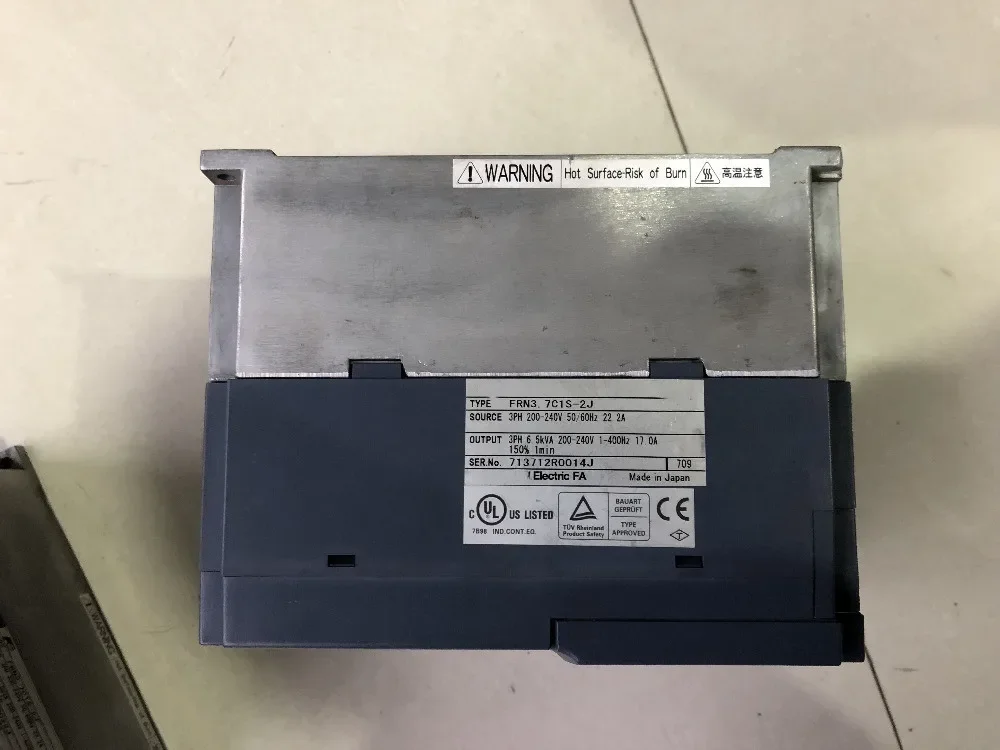 WARNING Hot Surface-Risk of Burn 高温注意
TYPE FRN3.7C1S-2J
SOURCE 3PH 200-240V 50/60Hz 22.2A
OUTPUT 3PH 6.5kVA 200-240V 1-400Hz 17.0A
150% 1min
SER.No. 713712R0014J 709
Electric FA Made in Japan
C UL US LISTED
7B98 IND.CONT.EQ.
TÜV Rheinland
Product Safety
BAUART
GEPRÜFT
TYPE
APPROVED
CE
T
WARNING